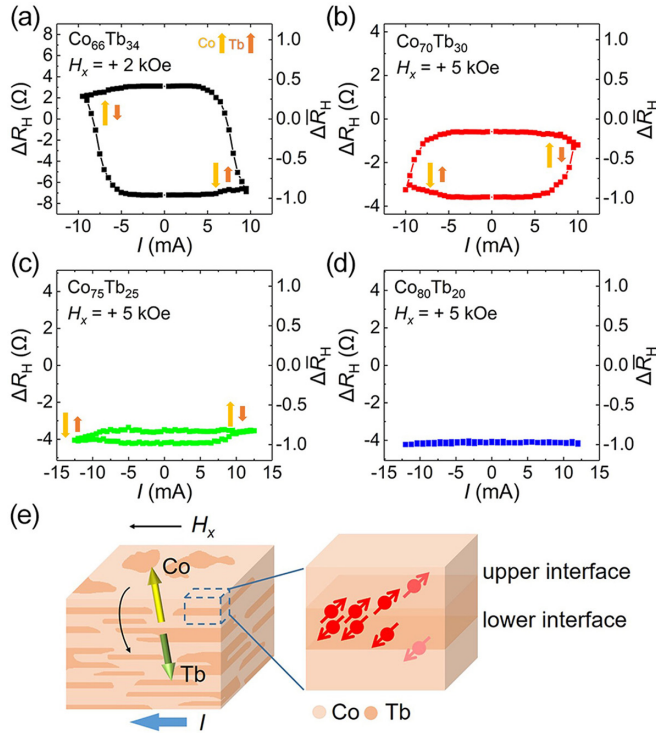 (a)
Co66Tb34
Hx = + 2 kOe
Co Tb
ΔRH (Ω)
8
6
4
2
0
-2
-4
-6
-8
1.0
0.5
0.0
-0.5
-1.0
ΔR̅H
-10 -5 0 5 10
I (mA)
(b)
Co70Tb30
Hx = + 5 kOe
ΔRH (Ω)
4
2
0
-2
-4
1.0
0.5
0.0
-0.5
-1.0
ΔR̅H
-10 -5 0 5 10
I (mA)
(c)
Co75Tb25
Hx = + 5 kOe
ΔRH (Ω)
4
2
0
-2
-4
1.0
0.5
0.0
-0.5
-1.0
ΔR̅H
-15 -10 -5 0 5 10 15
I (mA)
(d)
Co80Tb20
Hx = + 5 kOe
ΔRH (Ω)
4
2
0
-2
-4
1.0
0.5
0.0
-0.5
-1.0
ΔR̅H
-15 -10 -5 0 5 10 15
I (mA)
(e)
Hx
Co
Tb
I
upper interface
lower interface
Co Tb